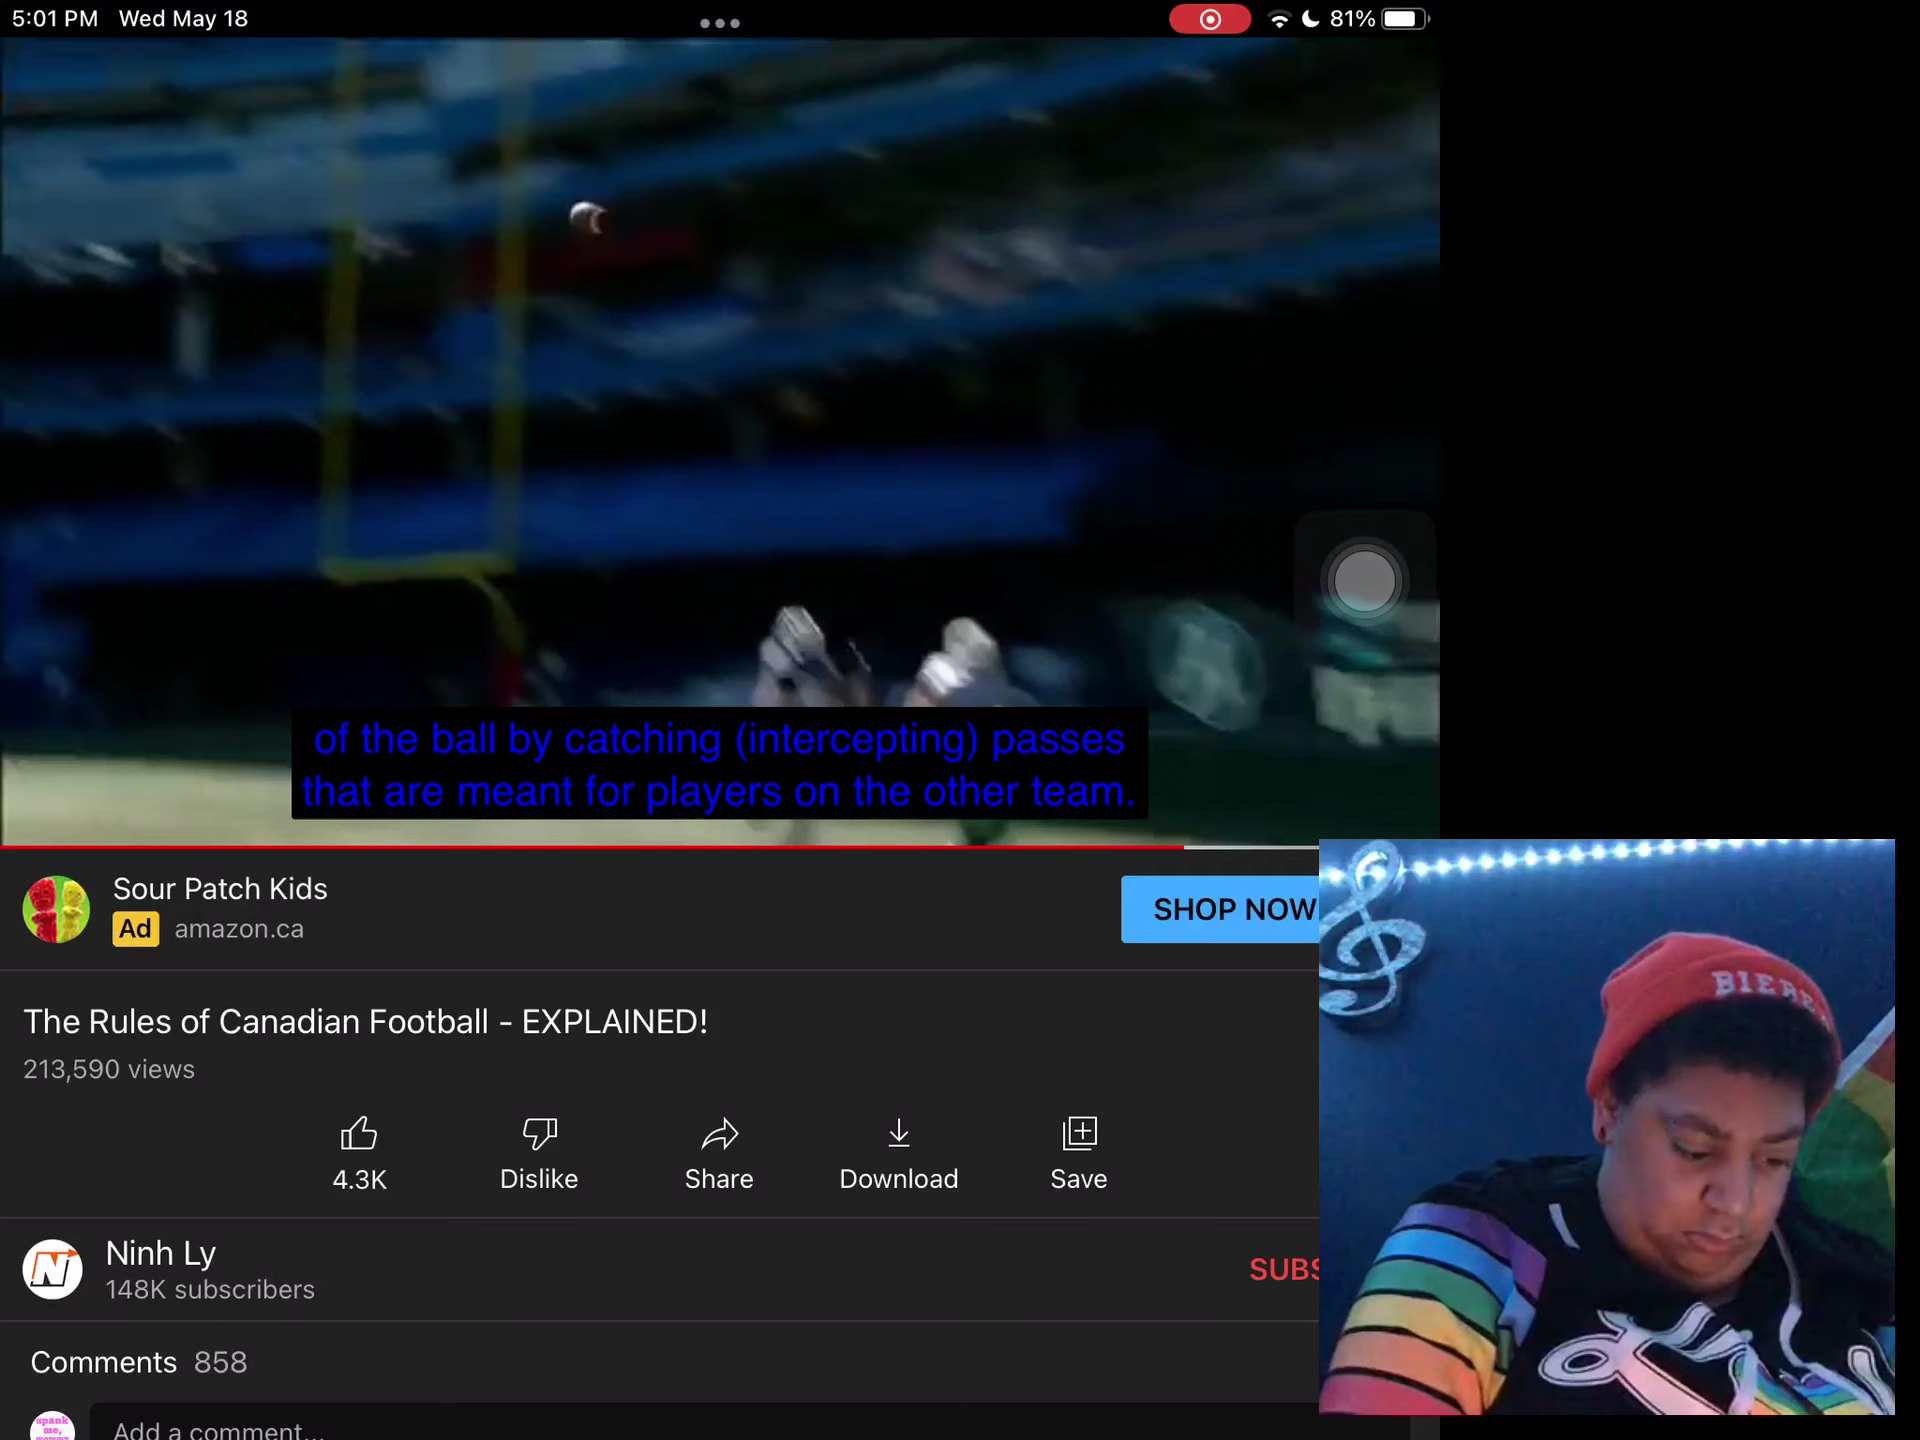 5:01 PM Wed May 18
81%
of the ball by catching (intercepting) passes
that are meant for players on the other team.
Sour Patch Kids
Ad amazon.ca
SHOP NOW
The Rules of Canadian Football - EXPLAINED!
213,590 views
4.3K Dislike Share Download Save
Ninh Ly
148K subscribers
SUBS
Comments 858
spank
me,
Add a comment...